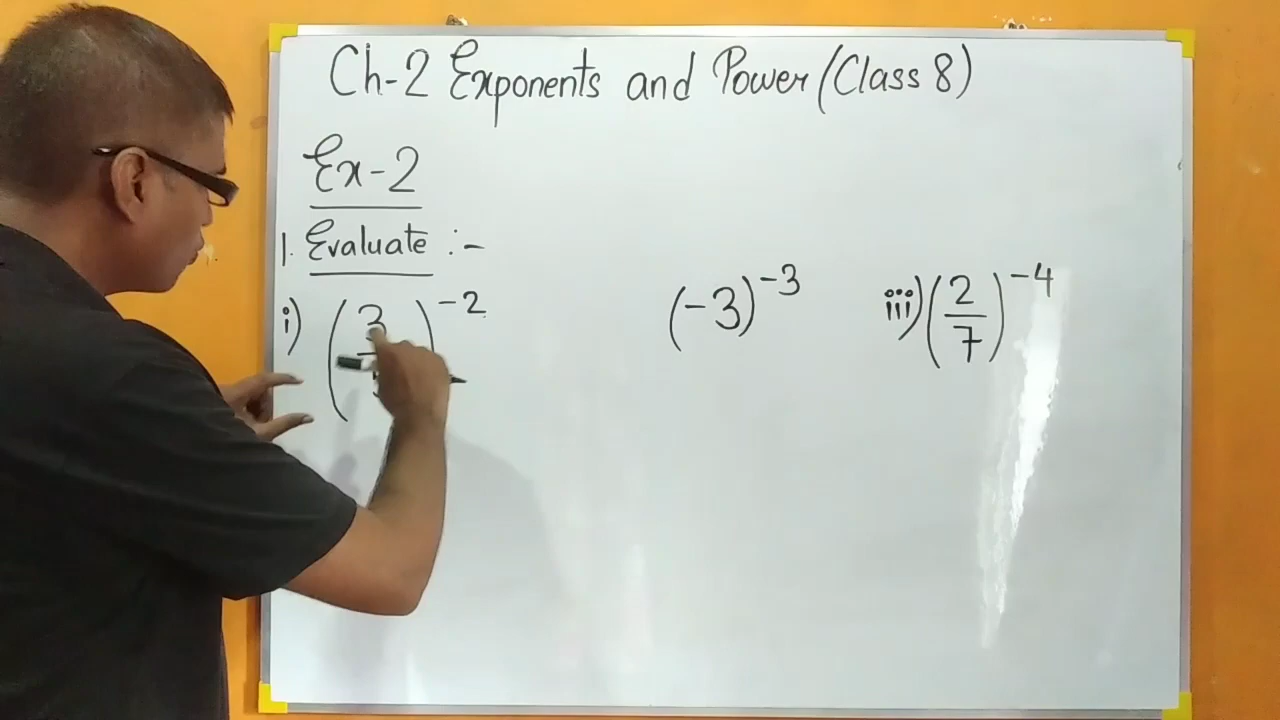 Ch-2 Exponents and Power (Class 8)
Ex-2
1. Evaluate :-
i) (3/ )^-2 (-3)^-3 iii) (2/7)^-4